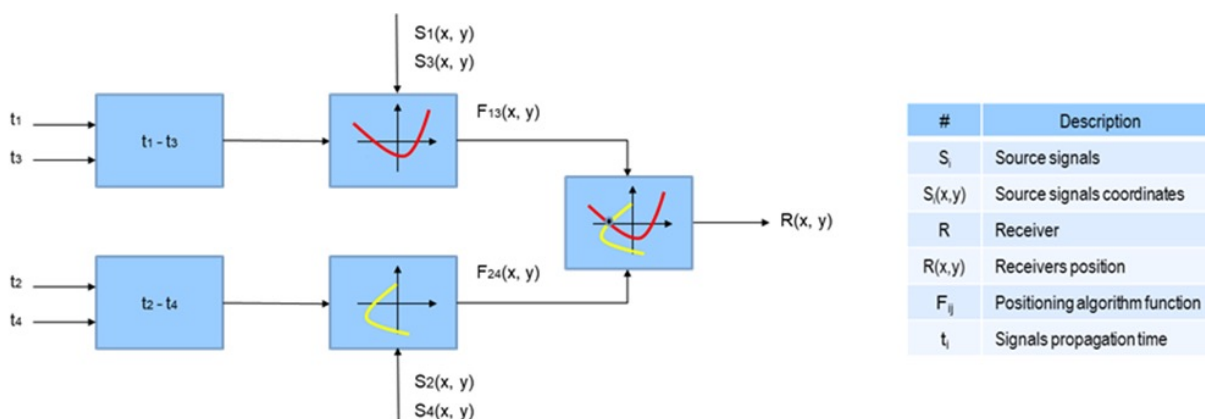 S1(x, y)
S3(x, y)
t1
t3
t1 - t3
F13(x, y)
R(x, y)
t2
t4
t2 - t4
F24(x, y)
S2(x, y)
S4(x, y)
# Description
Si Source signals
Si(x,y) Source signals coordinates
R Receiver
R(x,y) Receivers position
Fij Positioning algorithm function
ti Signals propagation time